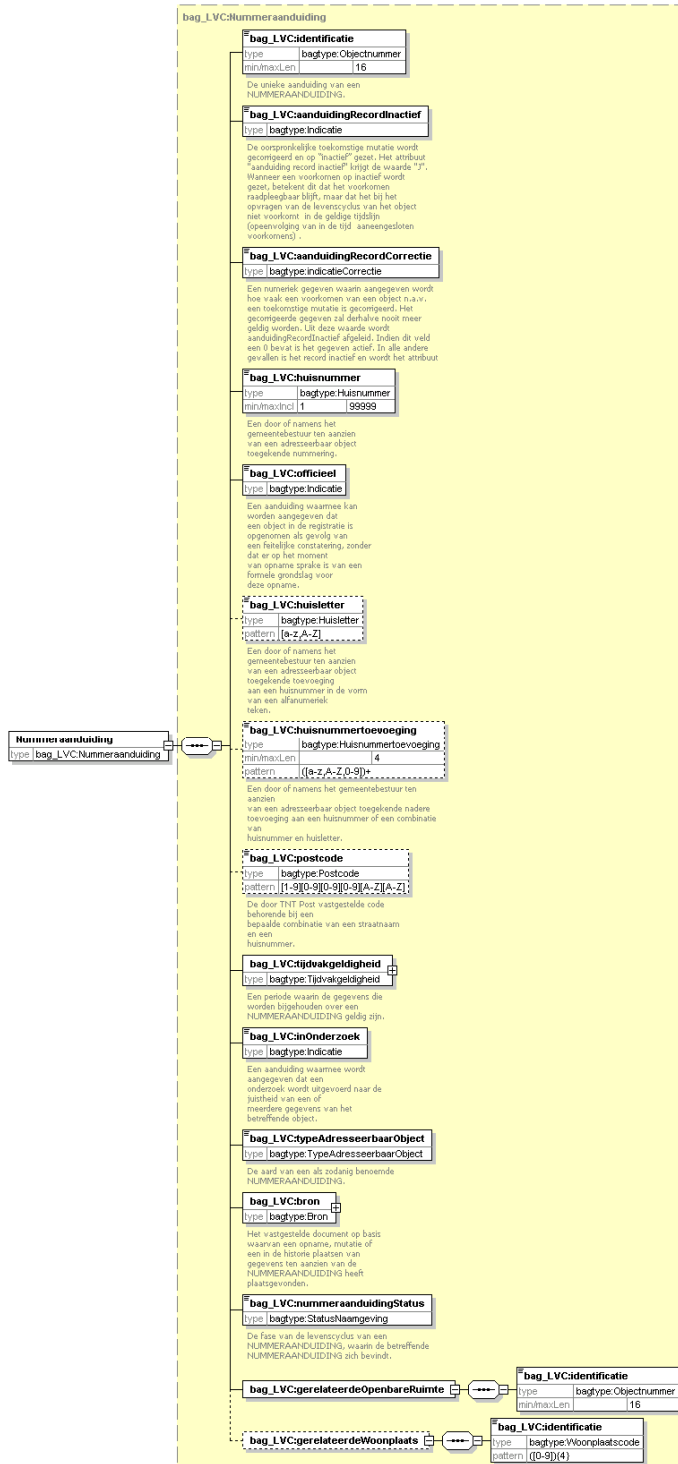 bag_LVC:Nummeraanduiding
bag_LVC:identificatie
type bagtype:Objectnummer
min/maxLen 16
De unieke aanduiding van een
NUMMERAANDUIDING.
bag_LVC:aanduidingRecordInactief
type bagtype:Indicatie
De oorspronkelijke toekomstige mutatie wordt
gecorrigeerd en op "inactief" gezet. Het attribuut
"aanduiding record inactief" krijgt de waarde "J".
Wanneer een voorkomen op inactief wordt
gezet, betekent dit dat het voorkomen
raadpleegbaar blijft, maar dat het bij het
opvragen van de levenscyclus van het object
niet voorkomt in de geldige tijdslijn
(opeenvolging van in de tijd aaneengesloten
voorkomens) .
bag_LVC:aanduidingRecordCorrectie
type bagtype:indicatieCorrectie
Een numeriek gegeven waarin aangegeven wordt
hoe vaak een voorkomen van een object n.a.v.
een toekomstige mutatie is gecorrigeerd. Het
gecorrigeerde gegeven zal derhalve nooit meer
geldig worden. Uit deze waarde wordt
aanduidingRecordInactief afgeleid. Indien dit veld
een 0 bevat is het gegeven actief. In alle andere
gevallen is het record inactief en wordt het attribuut
bag_LVC:huisnummer
type bagtype:Huisnummer
min/maxIncl 1 99999
Een door of namens het
gemeentebestuur ten aanzien
van een adresseerbaar object
toegekende nummering.
bag_LVC:officieel
type bagtype:Indicatie
Een aanduiding waarmee kan
worden aangegeven dat
een object in de registratie is
opgenomen als gevolg van
een feitelijke constatering, zonder
dat er op het moment
van opname sprake is van een
formele grondslag voor
deze opname.
bag_LVC:huisletter
type bagtype:Huisletter
pattern [a-z,A-Z]
Een door of namens het
gemeentebestuur ten aanzien
van een adresseerbaar object
toegekende toevoeging
aan een huisnummer in de vorm
van een alfanumeriek
teken.
Nummeraanduiding
type bag_LVC:Nummeraanduiding
bag_LVC:huisnummertoevoeging
type bagtype:Huisnummertoevoeging
min/maxLen 4
pattern ([a-z,A-Z,0-9])+
Een door of namens het gemeentebestuur ten
aanzien
van een adresseerbaar object toegekende nadere
toevoeging aan een huisnummer of een combinatie
van
huisnummer en huisletter.
bag_LVC:postcode
type bagtype:Postcode
pattern [1-9][0-9][0-9][0-9][A-Z][A-Z]
De door TNT Post vastgestelde code
behorende bij een
bepaalde combinatie van een straatnaam
en een
huisnummer.
bag_LVC:tijdvakgeldigheid
type bagtype:Tijdvakgeldigheid
Een periode waarin de gegevens die
worden bijgehouden over een
NUMMERAANDUIDING geldig zijn.
bag_LVC:inOnderzoek
type bagtype:Indicatie
Een aanduiding waarmee wordt
aangegeven dat een
onderzoek wordt uitgevoerd naar de
juistheid van een of
meerdere gegevens van het
betreffende object.
bag_LVC:typeAdresseerbaarObject
type bagtype:TypeAdresseerbaarObject
De aard van een als zodanig benoemde
NUMMERAANDUIDING.
bag_LVC:bron
type bagtype:Bron
Het vastgestelde document op basis
waarvan een opname, mutatie of
een in de historie plaatsen van
gegevens ten aanzien van de
NUMMERAANDUIDING heeft
plaatsgevonden.
bag_LVC:nummeraanduidingStatus
type bagtype:StatusNaamgeving
De fase van de levenscyclus van een
NUMMERAANDUIDING, waarin de betreffende
NUMMERAANDUIDING zich bevindt.
bag_LVC:gerelateerdeOpenbareRuimte
bag_LVC:identificatie
type bagtype:Objectnummer
min/maxLen 16
bag_LVC:gerelateerdeWoonplaats
bag_LVC:identificatie
type bagtype:Woonplaatscode
pattern ([0-9]){4}